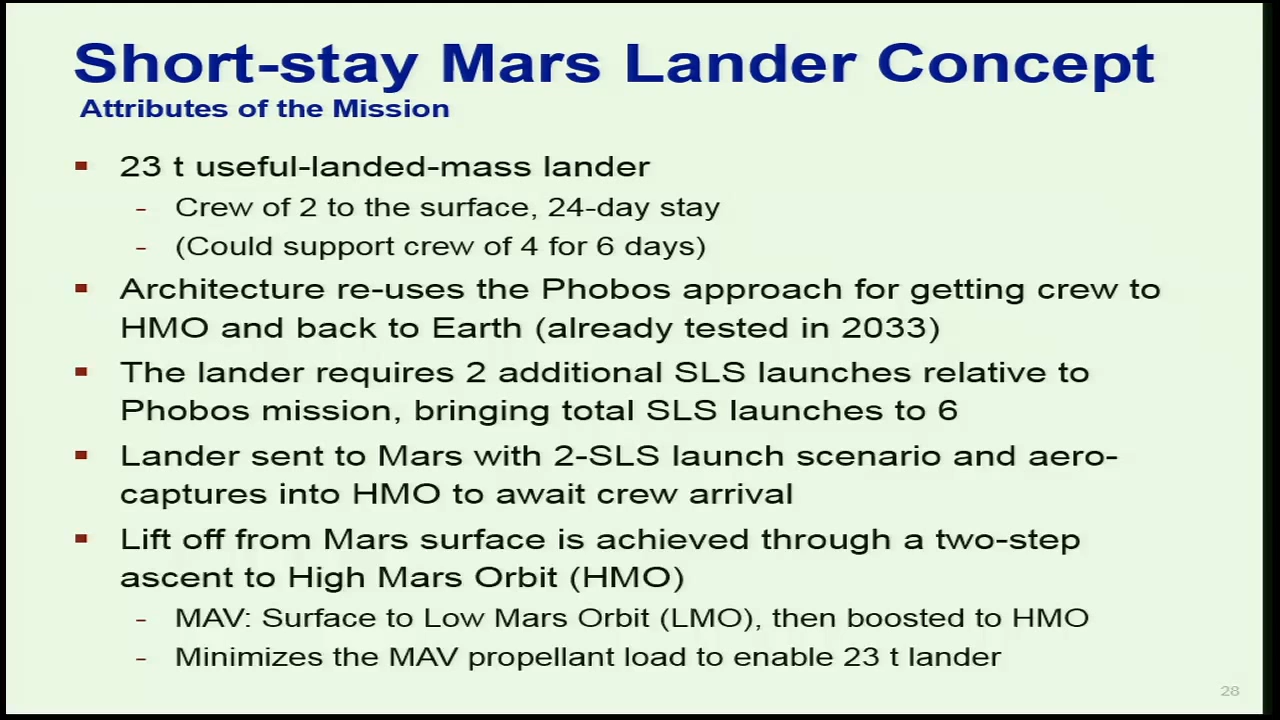 Short-stay Mars Lander Concept
Attributes of the Mission
▪ 23 t useful-landed-mass lander
- Crew of 2 to the surface, 24-day stay
- (Could support crew of 4 for 6 days)
▪ Architecture re-uses the Phobos approach for getting crew to
HMO and back to Earth (already tested in 2033)
▪ The lander requires 2 additional SLS launches relative to
Phobos mission, bringing total SLS launches to 6
▪ Lander sent to Mars with 2-SLS launch scenario and aero-
captures into HMO to await crew arrival
▪ Lift off from Mars surface is achieved through a two-step
ascent to High Mars Orbit (HMO)
- MAV: Surface to Low Mars Orbit (LMO), then boosted to HMO
- Minimizes the MAV propellant load to enable 23 t lander
28